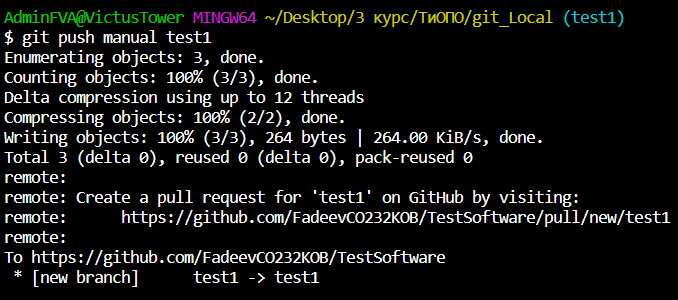 AdminFVA@VictusTower MINGW64 ~/Desktop/3 курс/ТиОПО/git_Local (test1)
$ git push manual test1
Enumerating objects: 3, done.
Counting objects: 100% (3/3), done.
Delta compression using up to 12 threads
Compressing objects: 100% (2/2), done.
Writing objects: 100% (3/3), 264 bytes | 264.00 KiB/s, done.
Total 3 (delta 0), reused 0 (delta 0), pack-reused 0
remote:
remote: Create a pull request for 'test1' on GitHub by visiting:
remote:      https://github.com/FadeevCO232KOB/TestSoftware/pull/new/test1
remote:
To https://github.com/FadeevCO232KOB/TestSoftware
 * [new branch]      test1 -> test1